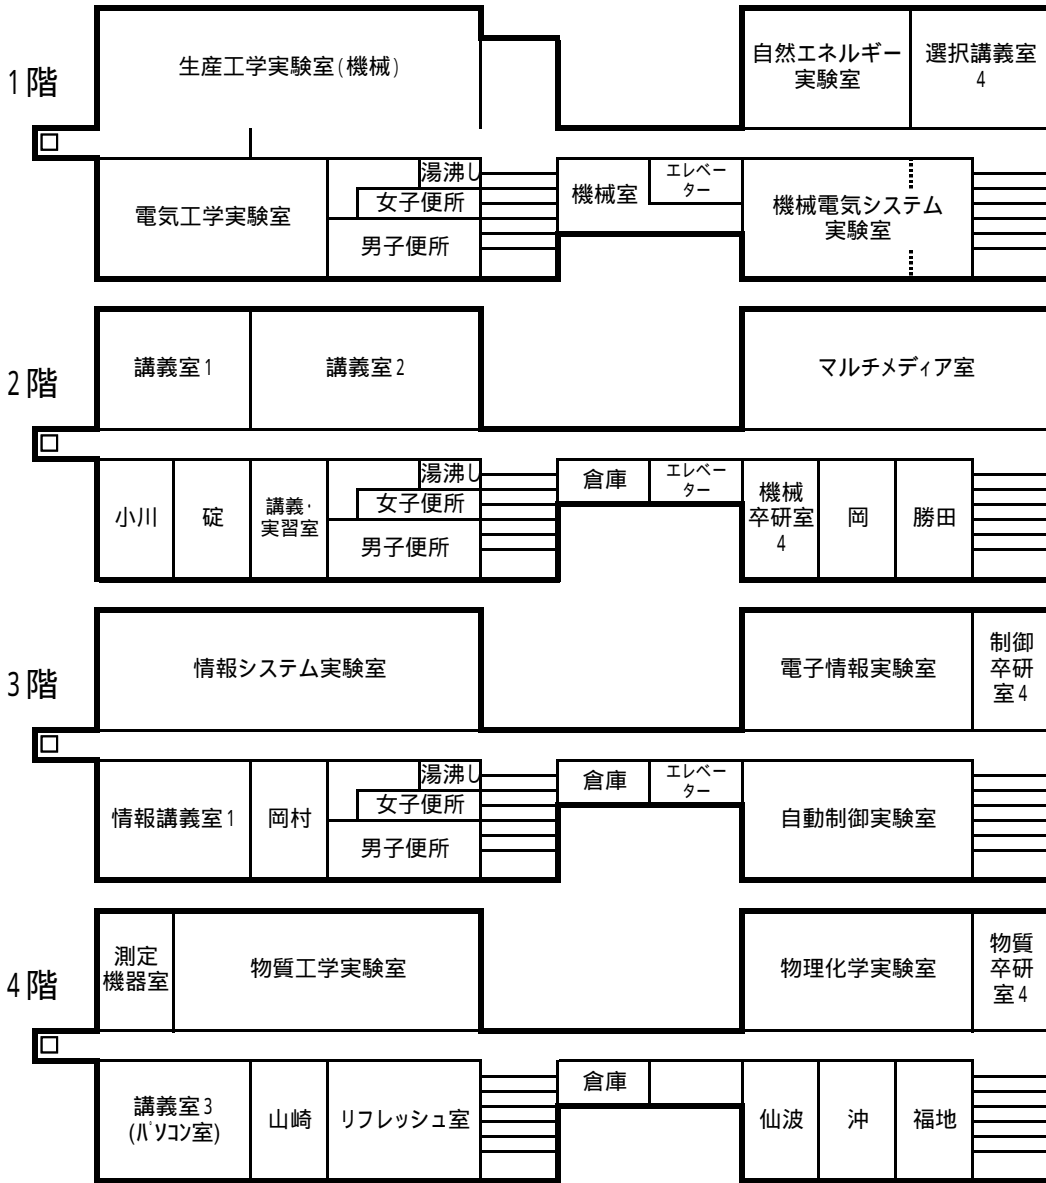 1階
生産工学実験室(機械)
自然エネルギー
実験室
選択講義室
4
電気工学実験室
湯沸し
女子便所
男子便所
機械室
エレベー
ター
機械電気システム
実験室
2階
講義室1
講義室2
マルチメディア室
小川
碇
講義・
実習室
湯沸し
女子便所
男子便所
倉庫
エレベー
ター
機械
卒研室
4
岡
勝田
3階
情報システム実験室
電子情報実験室
制御
卒研
室4
情報講義室1
岡村
湯沸し
女子便所
男子便所
倉庫
エレベー
ター
自動制御実験室
4階
測定
機器室
物質工学実験室
物理化学実験室
物質
卒研
室4
講義室3
(パソコン室)
山崎
リフレッシュ室
倉庫
仙波
沖
福地